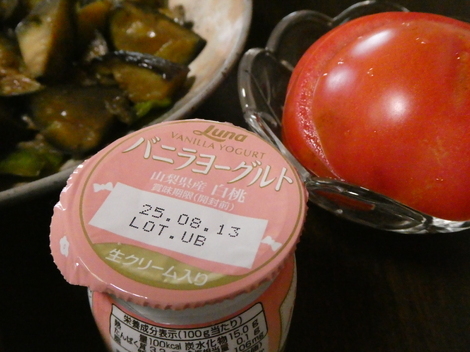 Luna
VANILLA YOGURT
バニラヨーグルト
山梨県産 白桃
賞味期限(開封前)
25.08.13
LOT.UB
生クリーム入り
栄養成分表示(100g当たり)
100kcal 炭水化物 15.0g